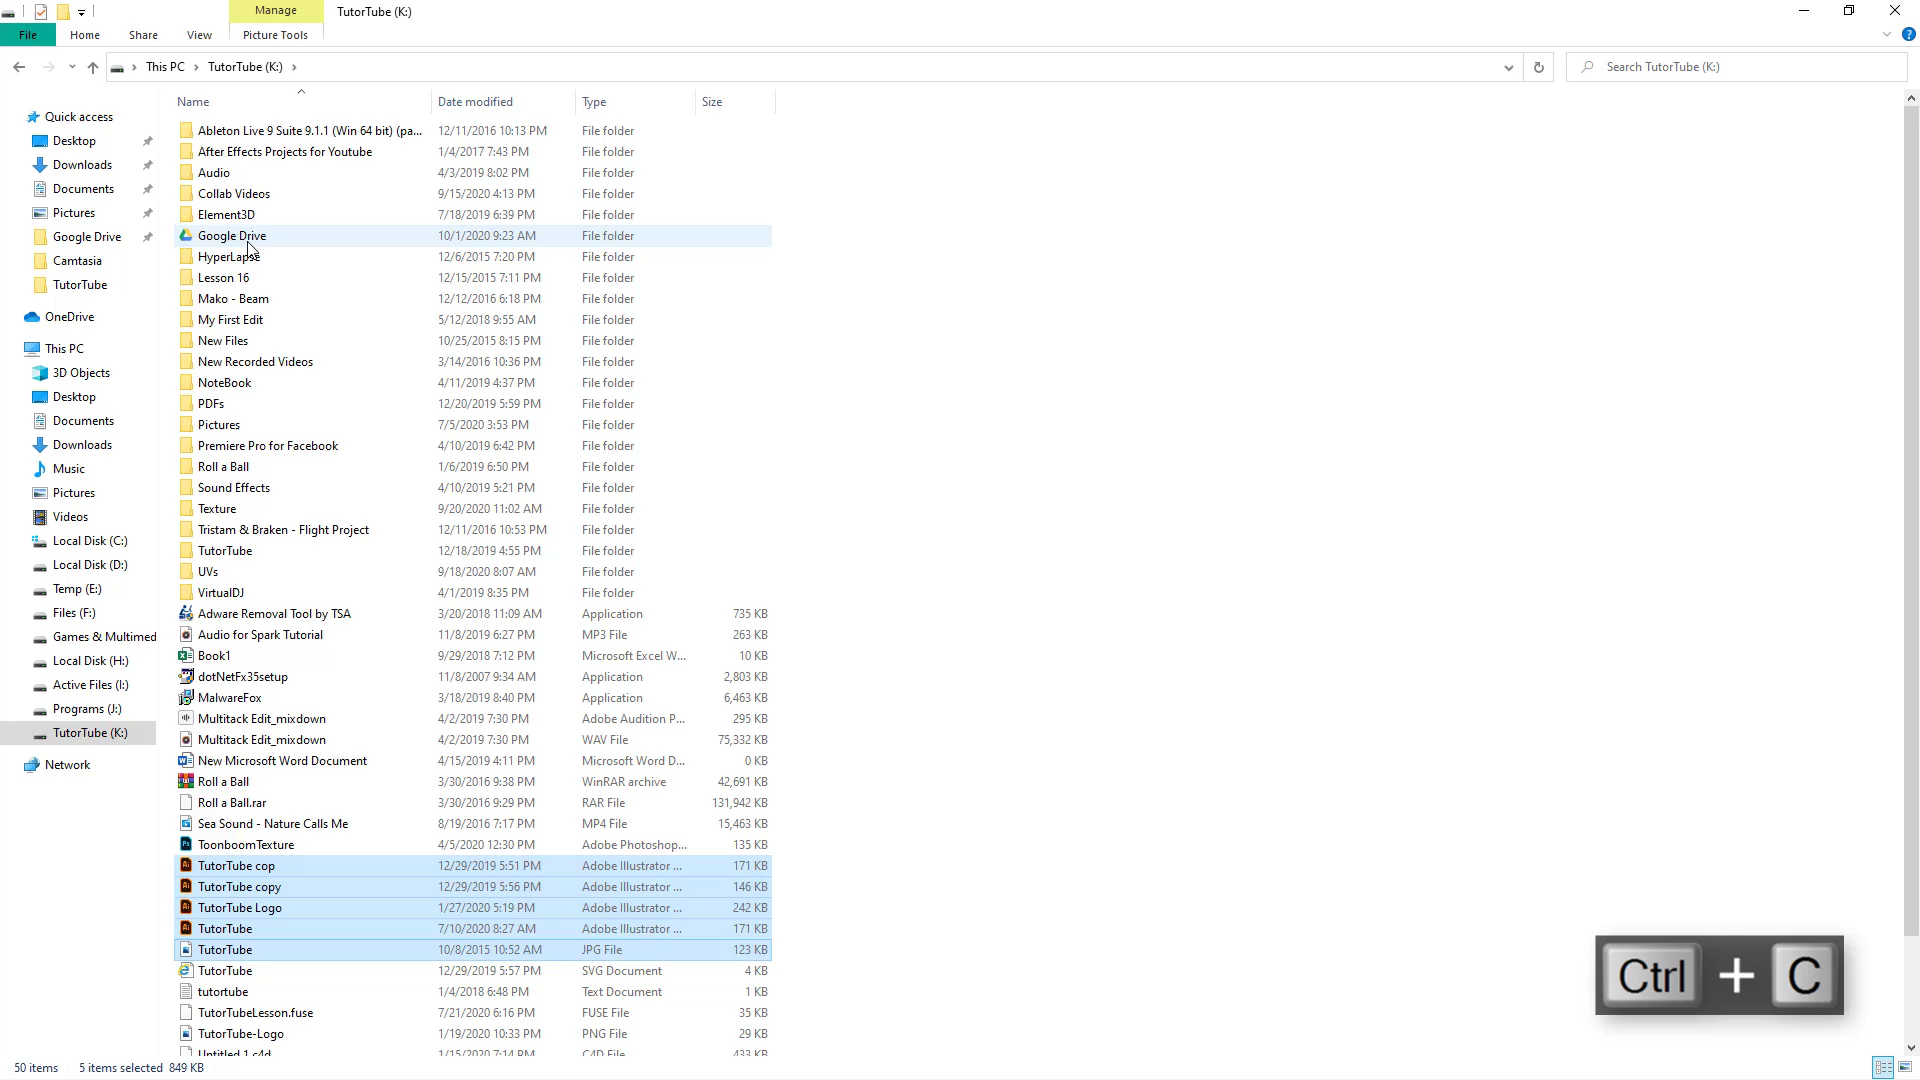 Manage
TutorTube (K:)
File
Home
Share
View
Picture Tools
This PC
TutorTube (K:)
Search TutorTube (K:)
Name
Date modified
Type
Size
Quick access
Desktop
Downloads
Documents
Pictures
Google Drive
Camtasia
TutorTube
OneDrive
This PC
3D Objects
Desktop
Documents
Downloads
Music
Pictures
Videos
Local Disk (C:)
Local Disk (D:)
Temp (E:)
Files (F:)
Games & Multimed
Local Disk (H:)
Active Files (I:)
Programs (J:)
TutorTube (K:)
Network
Ableton Live 9 Suite 9.1.1 (Win 64 bit) (pa... 12/11/2016 10:13 PM File folder
After Effects Projects for Youtube 1/4/2017 7:43 PM File folder
Audio 4/3/2019 8:02 PM File folder
Collab Videos 9/15/2020 4:13 PM File folder
Element3D 7/18/2019 6:39 PM File folder
Google Drive 10/1/2020 9:23 AM File folder
HyperLapse 12/6/2015 7:20 PM File folder
Lesson 16 12/15/2015 7:11 PM File folder
Mako - Beam 12/12/2016 6:18 PM File folder
My First Edit 5/12/2018 9:55 AM File folder
New Files 10/25/2015 8:15 PM File folder
New Recorded Videos 3/14/2016 10:36 PM File folder
NoteBook 4/11/2019 4:37 PM File folder
PDFs 12/20/2019 5:59 PM File folder
Pictures 7/5/2020 3:53 PM File folder
Premiere Pro for Facebook 4/10/2019 6:42 PM File folder
Roll a Ball 1/6/2019 6:50 PM File folder
Sound Effects 4/10/2019 5:21 PM File folder
Texture 9/20/2020 11:02 AM File folder
Tristam & Braken - Flight Project 12/11/2016 10:53 PM File folder
TutorTube 12/18/2019 4:55 PM File folder
UVs 9/18/2020 8:07 AM File folder
VirtualDJ 4/1/2019 8:35 PM File folder
Adware Removal Tool by TSA 3/20/2018 11:09 AM Application 735 KB
Audio for Spark Tutorial 11/8/2019 6:27 PM MP3 File 263 KB
Book1 9/29/2018 7:12 PM Microsoft Excel W... 10 KB
dotNetFx35setup 11/8/2007 9:34 AM Application 2,803 KB
MalwareFox 3/18/2019 8:40 PM Application 6,463 KB
Multitack Edit_mixdown 4/2/2019 7:30 PM Adobe Audition P... 295 KB
Multitack Edit_mixdown 4/2/2019 7:30 PM WAV File 75,332 KB
New Microsoft Word Document 4/15/2019 4:11 PM Microsoft Word D... 0 KB
Roll a Ball 3/30/2016 9:38 PM WinRAR archive 42,691 KB
Roll a Ball.rar 3/30/2016 9:29 PM RAR File 131,942 KB
Sea Sound - Nature Calls Me 8/19/2016 7:17 PM MP4 File 15,463 KB
ToonboomTexture 4/5/2020 12:30 PM Adobe Photoshop... 135 KB
TutorTube cop 12/29/2019 5:51 PM Adobe Illustrator ... 171 KB
TutorTube copy 12/29/2019 5:56 PM Adobe Illustrator ... 146 KB
TutorTube Logo 1/27/2020 5:19 PM Adobe Illustrator ... 242 KB
TutorTube 7/10/2020 8:27 AM Adobe Illustrator ... 171 KB
TutorTube 10/8/2015 10:52 AM JPG File 123 KB
TutorTube 12/29/2019 5:57 PM SVG Document 4 KB
tutortube 1/4/2018 6:48 PM Text Document 1 KB
TutorTubeLesson.fuse 7/21/2020 6:16 PM FUSE File 35 KB
TutorTube-Logo 1/19/2020 10:33 PM PNG File 29 KB
Untitled 1.c4d 1/15/2020 7:14 PM C4D File 433 KB
Ctrl + C
50 items 5 items selected 849 KB